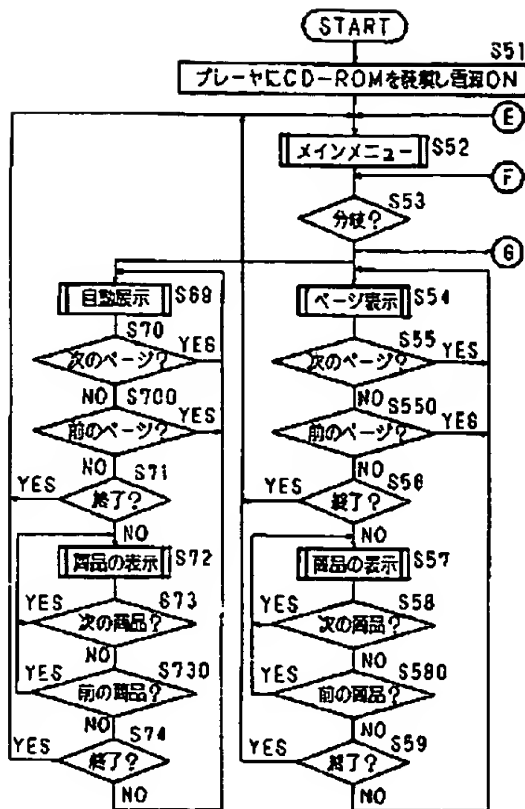 START
S51
プレーヤにCD-ROMを装填し電源ON
E
メインメニュー S52
F
S53
分岐?
G
自動展示 S69
S70
次のページ? YES
NO S700
前のページ? YES
NO
S71
YES 終了?
NO
商品の表示 S72
S73
YES 次の商品?
NO
S730
YES 前の商品?
NO
S74
YES 終了?
NO
ページ表示 S54
S55
次のページ? YES
NO
S550
前のページ? YES
NO
S56
YES 終了?
NO
商品の表示 S57
S58
YES 次の商品?
NO
S580
YES 前の商品?
NO
S59
YES 終了?
NO